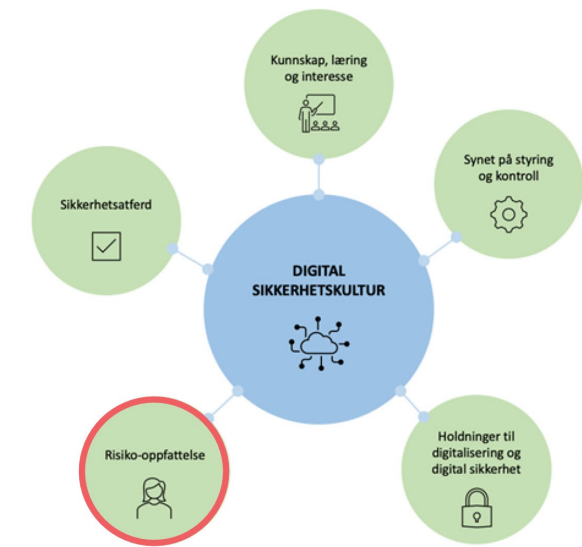 Kunnskap, læring
og interesse
Synet på styring
og kontroll
Sikkerhetsatferd
DIGITAL
SIKKERHETSKULTUR
Risiko-oppfattelse
Holdninger til
digitalisering og
digital sikkerhet